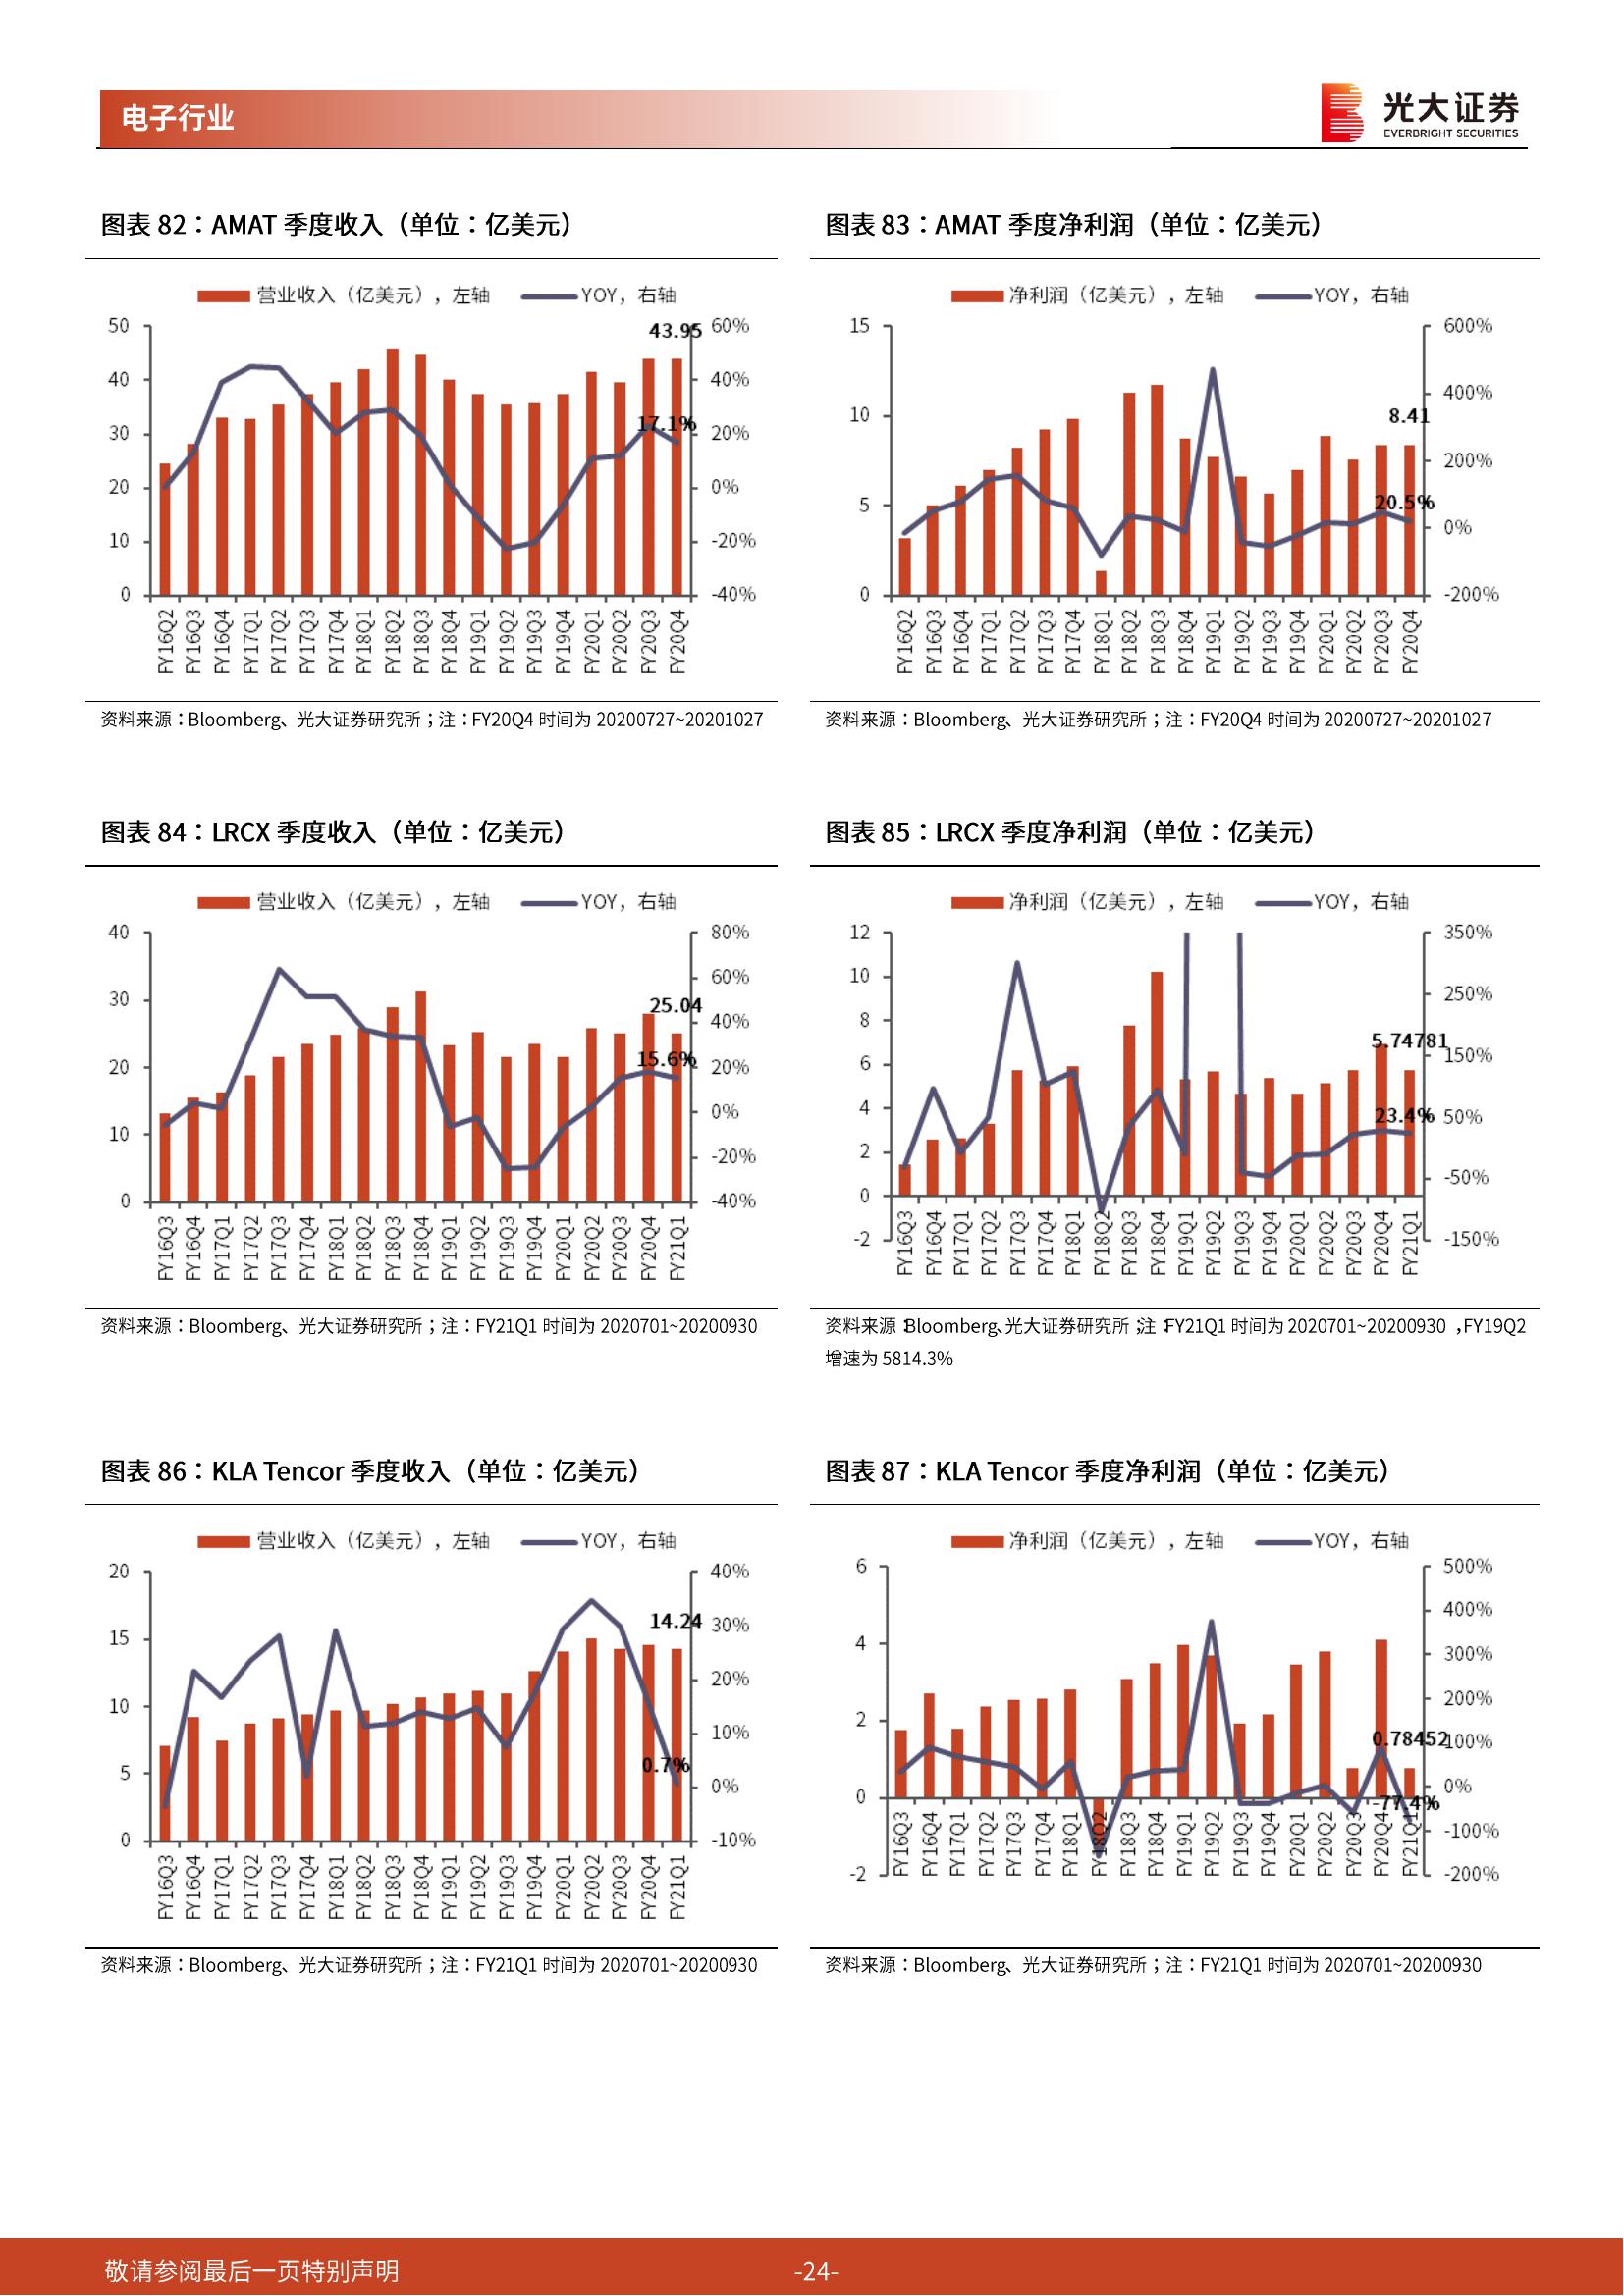 电子行业
光大证券
EVERBRIGHT SECURITIES
图表 82：AMAT 季度收入（单位：亿美元）
营业收入（亿美元），左轴 YOY，右轴
50
40
30
20
10
0
60%
40%
20%
0%
-20%
-40%
43.95
17.1%
FY16Q2 FY16Q3 FY16Q4 FY17Q1 FY17Q2 FY17Q3 FY17Q4 FY18Q1 FY18Q2 FY18Q3 FY18Q4 FY19Q1 FY19Q2 FY19Q3 FY19Q4 FY20Q1 FY20Q2 FY20Q3 FY20Q4
资料来源：Bloomberg、光大证券研究所；注：FY20Q4 时间为 20200727~20201027
图表 83：AMAT 季度净利润（单位：亿美元）
净利润（亿美元），左轴 YOY，右轴
15
10
5
0
600%
400%
200%
0%
-200%
8.41
20.5%
FY16Q2 FY16Q3 FY16Q4 FY17Q1 FY17Q2 FY17Q3 FY17Q4 FY18Q1 FY18Q2 FY18Q3 FY18Q4 FY19Q1 FY19Q2 FY19Q3 FY19Q4 FY20Q1 FY20Q2 FY20Q3 FY20Q4
资料来源：Bloomberg、光大证券研究所；注：FY20Q4 时间为 20200727~20201027
图表 84：LRCX 季度收入（单位：亿美元）
营业收入（亿美元），左轴 YOY，右轴
40
30
20
10
0
80%
60%
40%
20%
0%
-20%
-40%
25.04
15.6%
FY16Q3 FY16Q4 FY17Q1 FY17Q2 FY17Q3 FY17Q4 FY18Q1 FY18Q2 FY18Q3 FY18Q4 FY19Q1 FY19Q2 FY19Q3 FY19Q4 FY20Q1 FY20Q2 FY20Q3 FY20Q4 FY21Q1
资料来源：Bloomberg、光大证券研究所；注：FY21Q1 时间为 2020701~20200930
图表 85：LRCX 季度净利润（单位：亿美元）
净利润（亿美元），左轴 YOY，右轴
12
10
8
6
4
2
0
-2
350%
250%
150%
50%
-50%
-150%
5.74781
23.4%
FY16Q3 FY16Q4 FY17Q1 FY17Q2 FY17Q3 FY17Q4 FY18Q1 FY18Q2 FY18Q3 FY18Q4 FY19Q1 FY19Q2 FY19Q3 FY19Q4 FY20Q1 FY20Q2 FY20Q3 FY20Q4 FY21Q1
资料来源：Bloomberg、光大证券研究所；注：FY21Q1 时间为 2020701~20200930 ，FY19Q2
增速为 5814.3%
图表 86：KLA Tencor 季度收入（单位：亿美元）
营业收入（亿美元），左轴 YOY，右轴
20
15
10
5
0
40%
30%
20%
10%
0%
-10%
14.24
0.7%
FY16Q3 FY16Q4 FY17Q1 FY17Q2 FY17Q3 FY17Q4 FY18Q1 FY18Q2 FY18Q3 FY18Q4 FY19Q1 FY19Q2 FY19Q3 FY19Q4 FY20Q1 FY20Q2 FY20Q3 FY20Q4 FY21Q1
资料来源：Bloomberg、光大证券研究所；注：FY21Q1 时间为 2020701~20200930
图表 87：KLA Tencor 季度净利润（单位：亿美元）
净利润（亿美元），左轴 YOY，右轴
6
4
2
0
-2
500%
400%
300%
200%
100%
0%
-100%
-200%
0.78452
-77.4%
FY16Q3 FY16Q4 FY17Q1 FY17Q2 FY17Q3 FY17Q4 FY18Q1 FY18Q2 FY18Q3 FY18Q4 FY19Q1 FY19Q2 FY19Q3 FY19Q4 FY20Q1 FY20Q2 FY20Q3 FY20Q4 FY21Q1
资料来源：Bloomberg、光大证券研究所；注：FY21Q1 时间为 2020701~20200930
敬请参阅最后一页特别声明
-24-